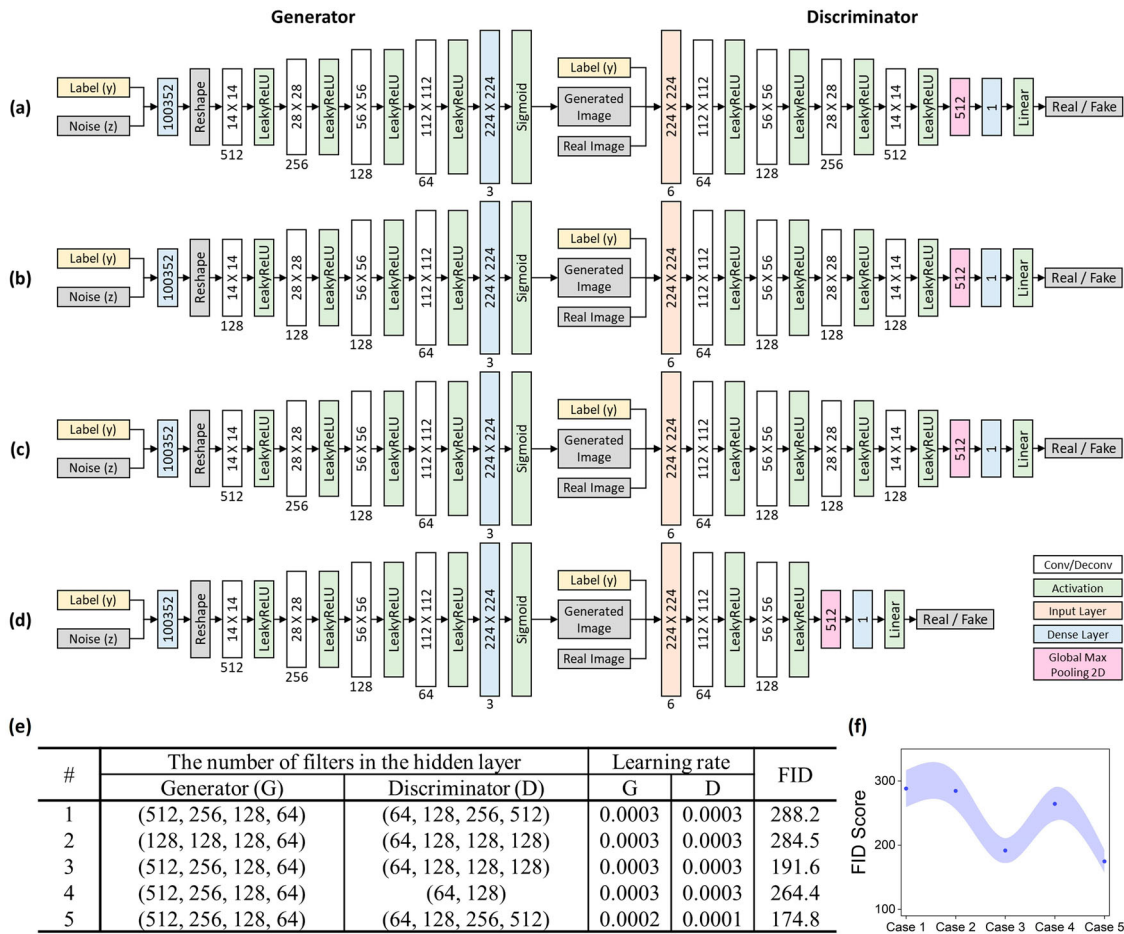 Generator
Discriminator
(a)
Label (y)
Noise (z)
100352
Reshape
14 X 14
512
LeakyReLU
28 X 28
256
LeakyReLU
56 X 56
128
LeakyReLU
112 X 112
64
LeakyReLU
224 X 224
3
Sigmoid
Label (y)
Generated
Image
Real Image
224 X 224
6
112 X 112
64
LeakyReLU
56 X 56
128
LeakyReLU
28 X 28
256
LeakyReLU
14 X 14
512
LeakyReLU
512
1
Linear
Real / Fake
(b)
Label (y)
Noise (z)
100352
Reshape
14 X 14
128
LeakyReLU
28 X 28
128
LeakyReLU
56 X 56
128
LeakyReLU
112 X 112
64
LeakyReLU
224 X 224
3
Sigmoid
Label (y)
Generated
Image
Real Image
224 X 224
6
112 X 112
64
LeakyReLU
56 X 56
128
LeakyReLU
28 X 28
128
LeakyReLU
14 X 14
128
LeakyReLU
512
1
Linear
Real / Fake
(c)
Label (y)
Noise (z)
100352
Reshape
14 X 14
512
LeakyReLU
28 X 28
256
LeakyReLU
56 X 56
128
LeakyReLU
112 X 112
64
LeakyReLU
224 X 224
3
Sigmoid
Label (y)
Generated
Image
Real Image
224 X 224
6
112 X 112
64
LeakyReLU
56 X 56
128
LeakyReLU
28 X 28
128
LeakyReLU
14 X 14
128
LeakyReLU
512
1
Linear
Real / Fake
(d)
Label (y)
Noise (z)
100352
Reshape
14 X 14
512
LeakyReLU
28 X 28
256
LeakyReLU
56 X 56
128
LeakyReLU
112 X 112
64
LeakyReLU
224 X 224
3
Sigmoid
Label (y)
Generated
Image
Real Image
224 X 224
6
112 X 112
64
LeakyReLU
56 X 56
128
LeakyReLU
512
1
Linear
Real / Fake
Conv/Deconv
Activation
Input Layer
Dense Layer
Global Max
Pooling 2D
(e)
# The number of filters in the hidden layer Learning rate FID
Generator (G) Discriminator (D) G D
1 (512, 256, 128, 64) (64, 128, 256, 512) 0.0003 0.0003 288.2
2 (128, 128, 128, 64) (64, 128, 128, 128) 0.0003 0.0003 284.5
3 (512, 256, 128, 64) (64, 128, 128, 128) 0.0003 0.0003 191.6
4 (512, 256, 128, 64) (64, 128) 0.0003 0.0003 264.4
5 (512, 256, 128, 64) (64, 128, 256, 512) 0.0002 0.0001 174.8
(f)
FID Score
300
200
100
Case 1 Case 2 Case 3 Case 4 Case 5